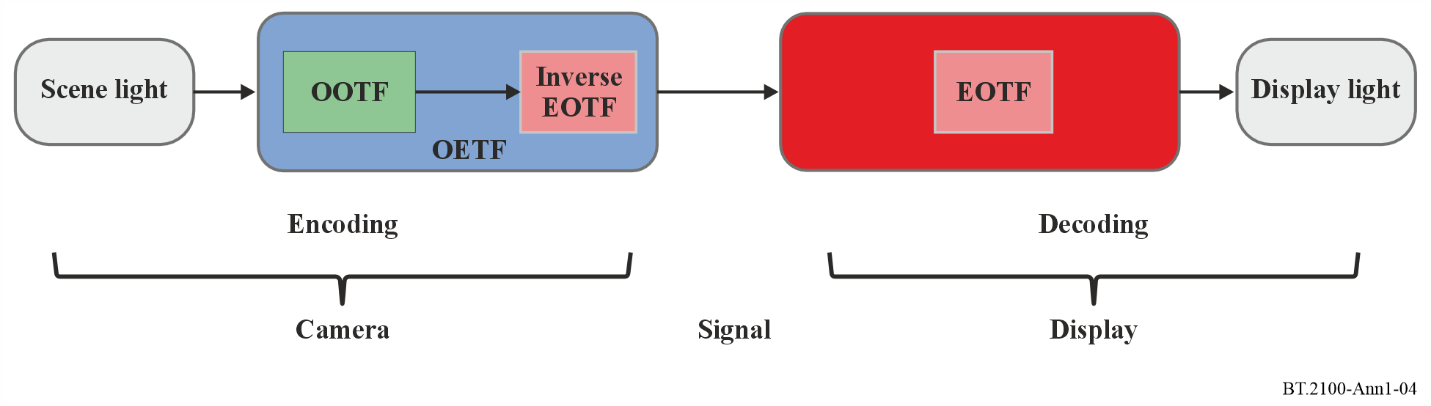 Scene light
OOTF
Inverse
EOTF
OETF
EOTF
Display light
Encoding
Decoding
Camera
Signal
Display
BT.2100-Ann1-04